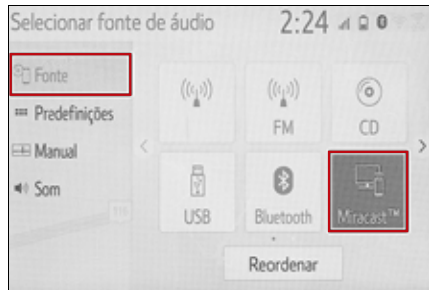 Selecionar fonte de áudio 2:24
Fonte
Predefinições
Manual
Som
FM
CD
USB
Bluetooth
Miracast™
Reordenar